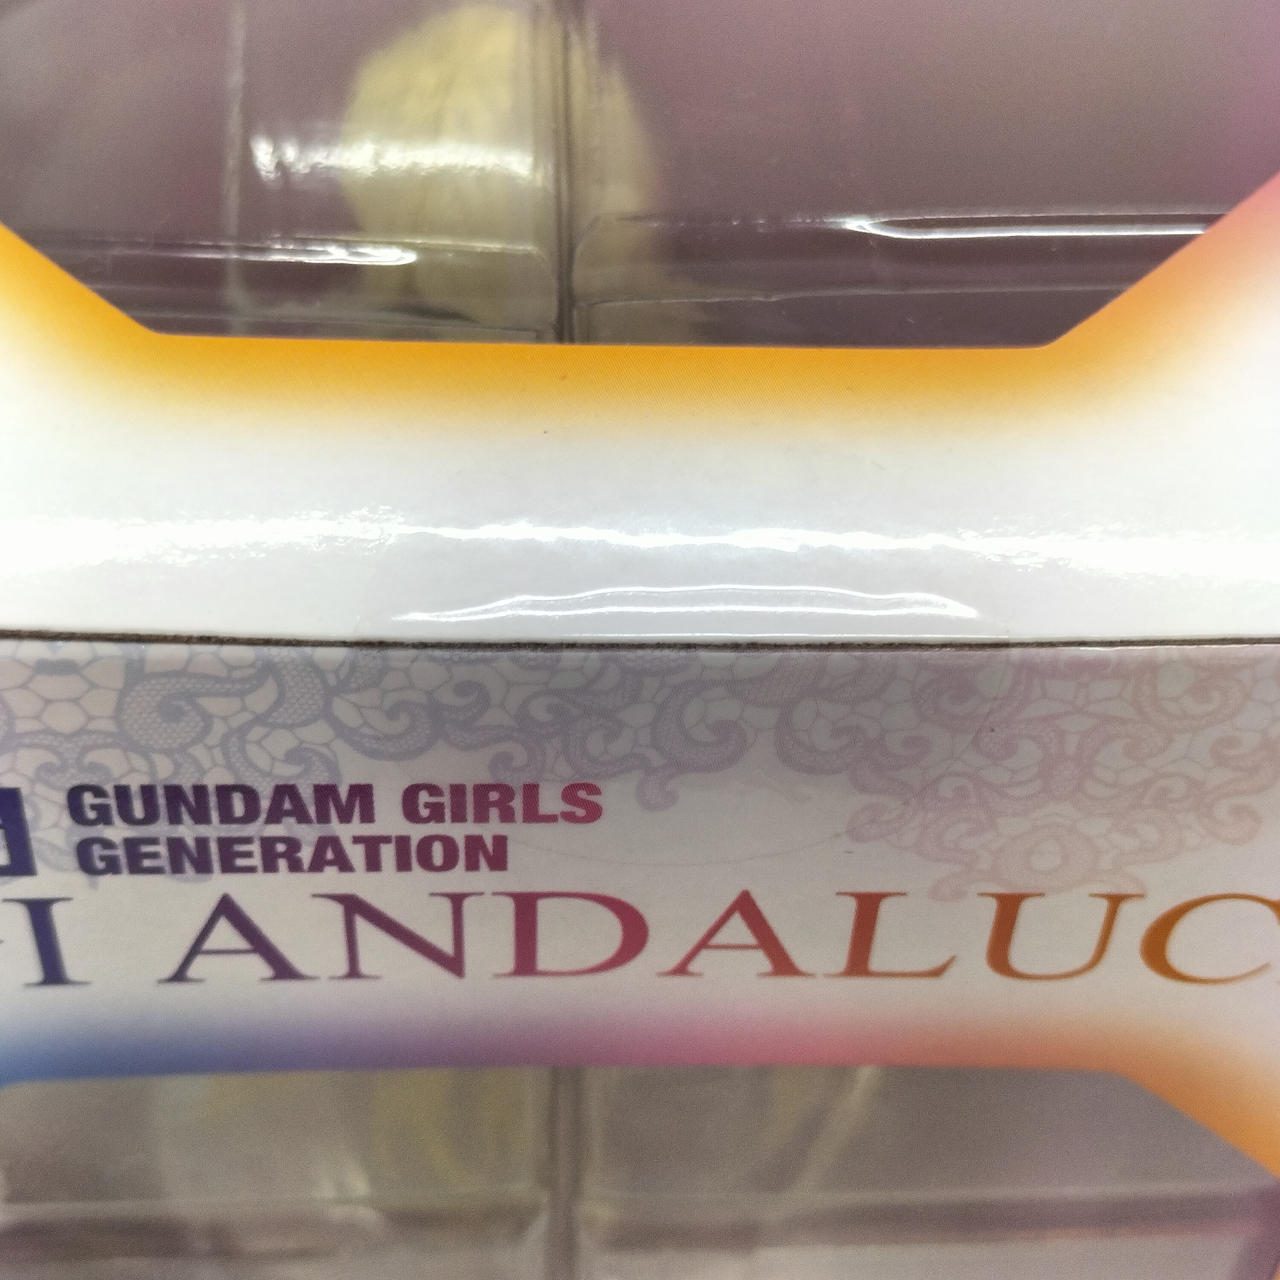 GUNDAM GIRLS
GENERATION
I ANDALUC